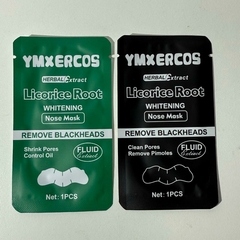 YMXERCOS
HERBAL Extract
Licorice Root
WHITENING
Nose Mask
REMOVE BLACKHEADS
Shrink Pores
Control Oil
FLUID
Extract
Net: 1PCS
YMXERCOS
HERBAL Extract
Licorice Root
WHITENING
Nose Mask
REMOVE BLACKHEADS
Clean Pores
Remove Pimoles
FLUID
Extract
Net: 1PCS